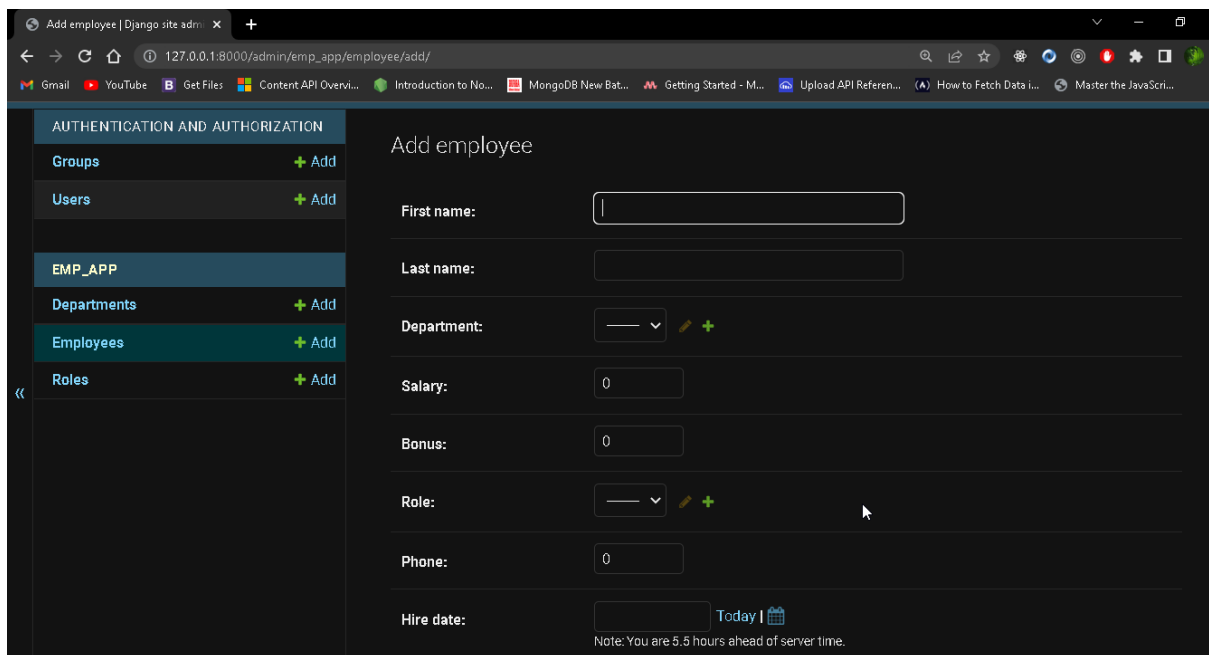 Add employee | Django site adm
127.0.0.1:8000/admin/emp_app/employee/add/
Gmail YouTube Get Files Content API Overvi... Introduction to No... MongoDB New Bat... Getting Started - M... Upload API Referen... How to Fetch Data i... Master the JavaScri...
AUTHENTICATION AND AUTHORIZATION
Groups + Add
Users + Add
EMP_APP
Departments + Add
Employees + Add
Roles + Add
«
Add employee
First name:
Last name:
Department:
Salary: 0
Bonus: 0
Role:
Phone: 0
Hire date: Today |
Note: You are 5.5 hours ahead of server time.